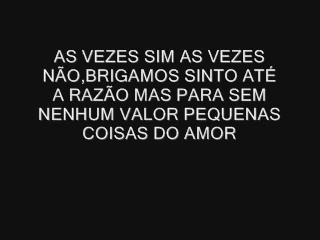 AS VEZES SIM AS VEZES
NÃO,BRIGAMOS SINTO ATÉ
A RAZÃO MAS PARA SEM
NENHUM VALOR PEQUENAS
COISAS DO AMOR